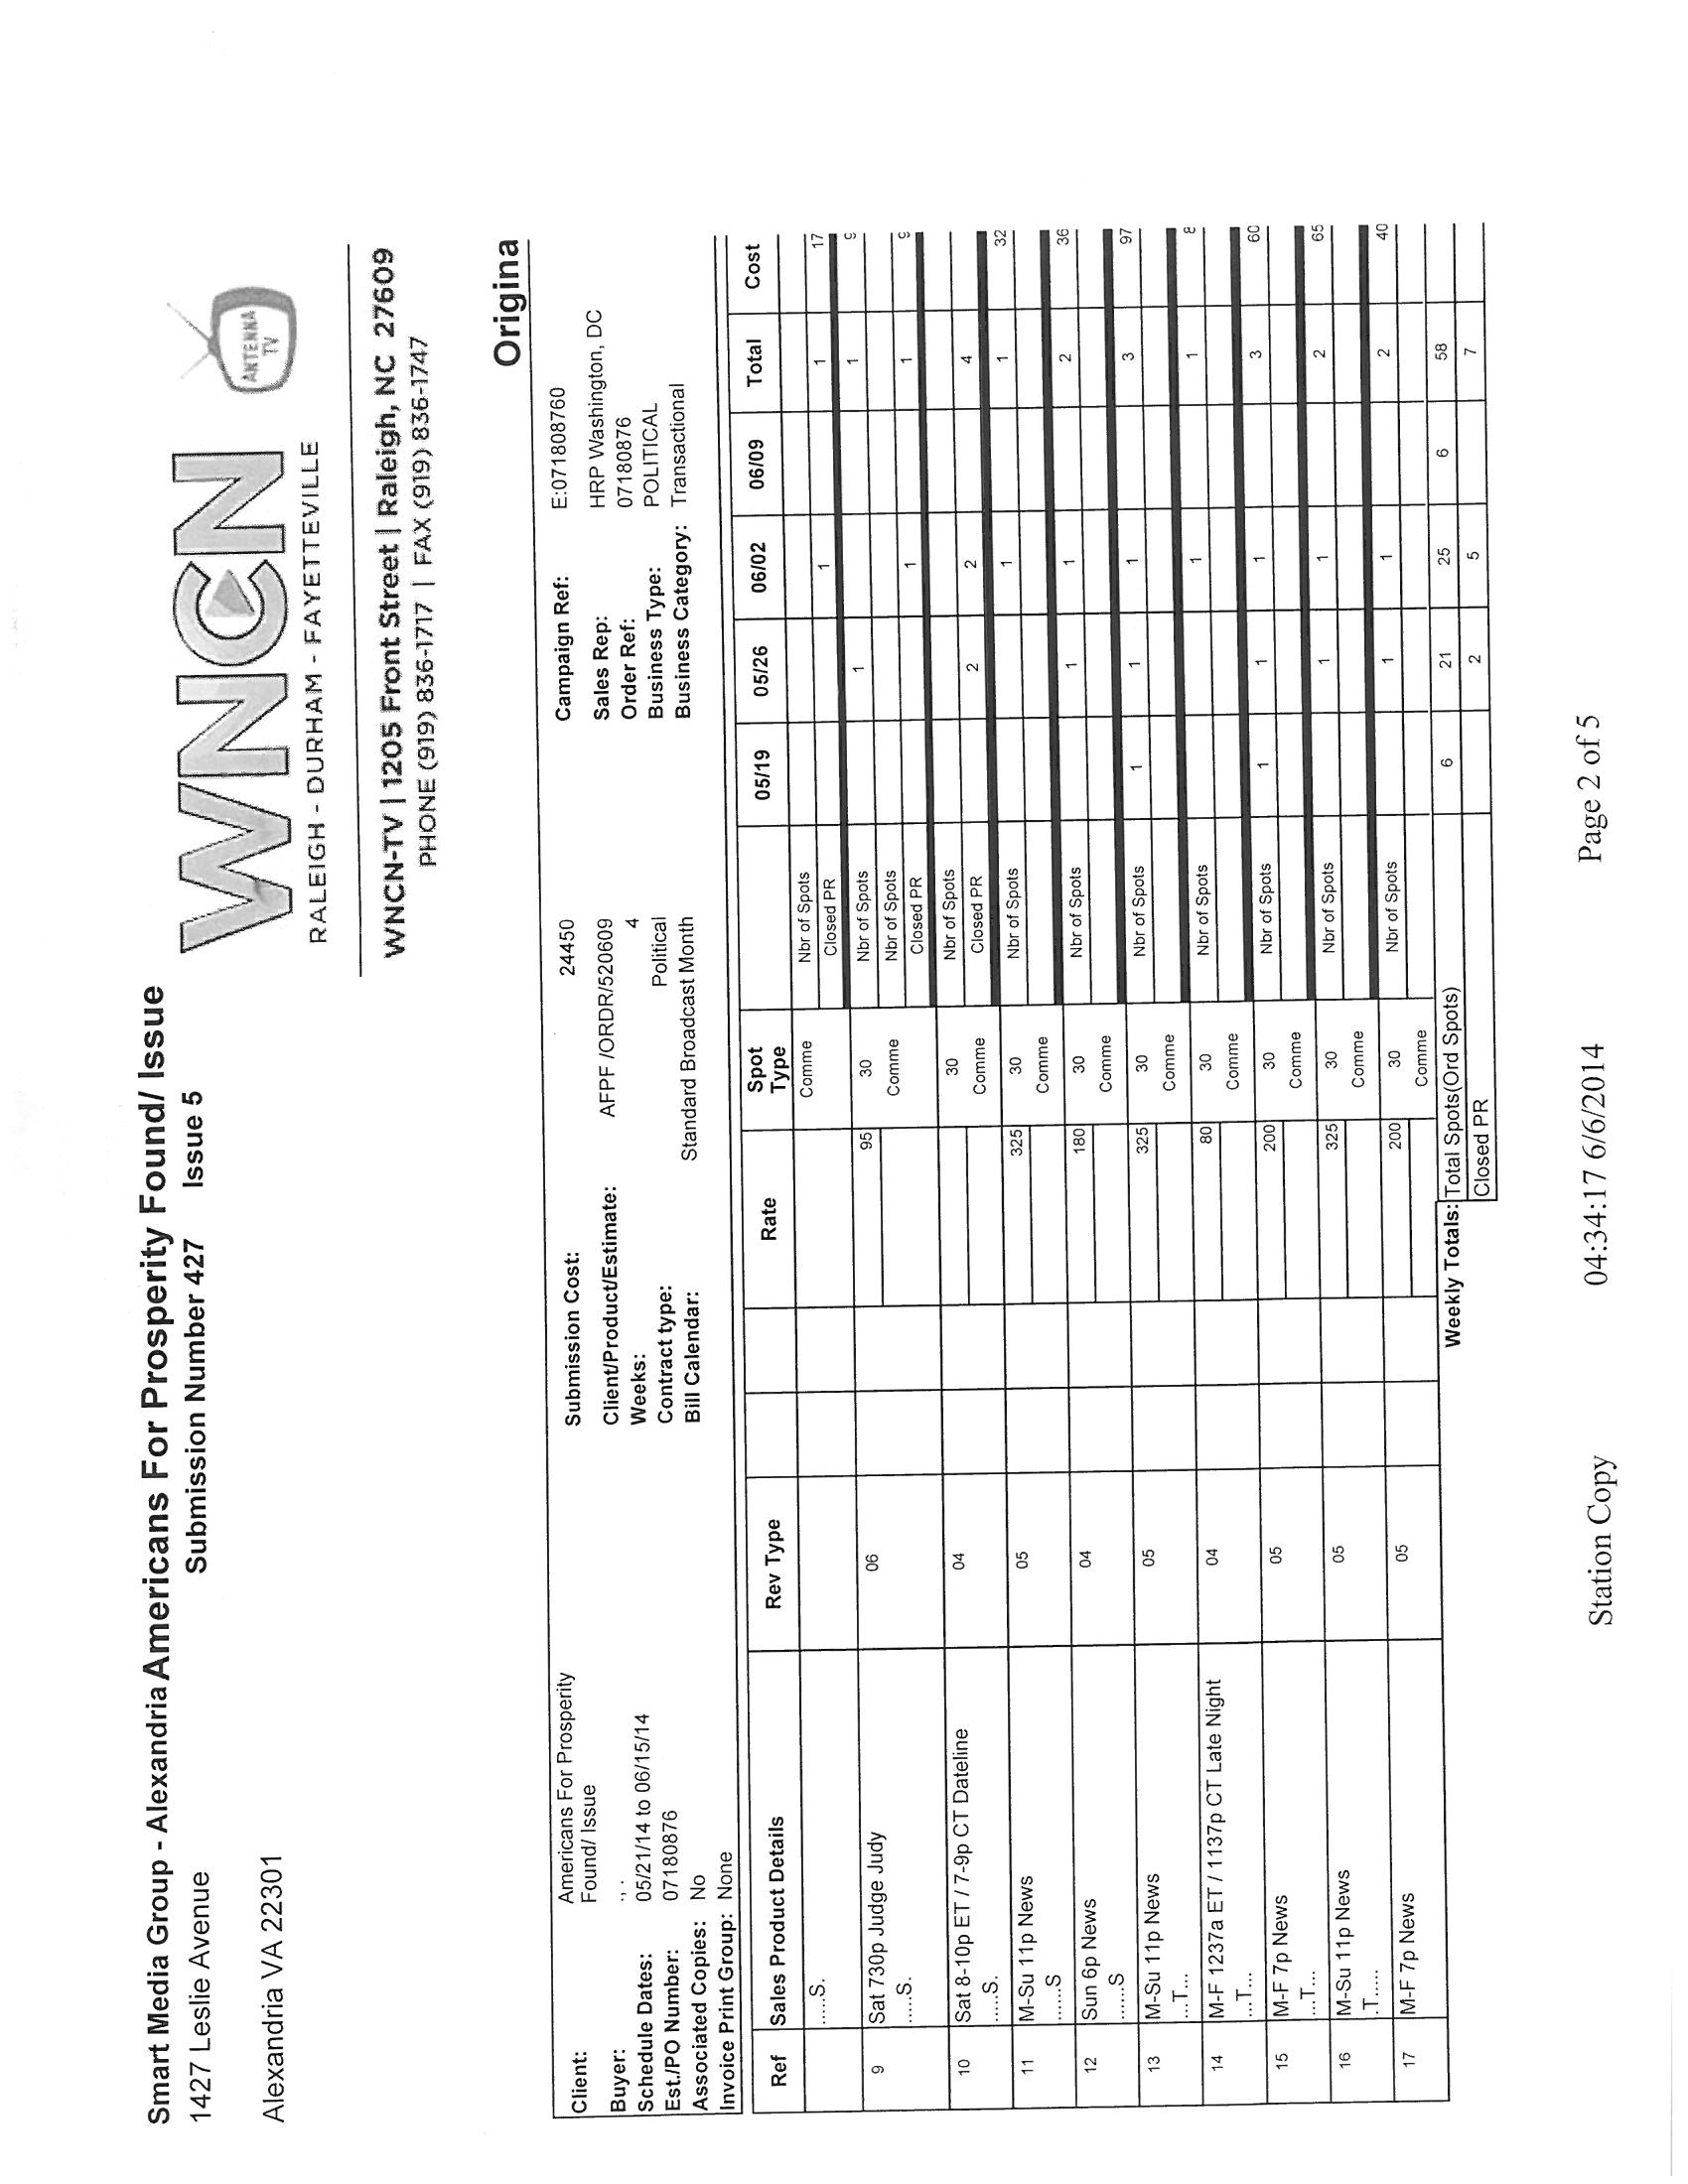 Smart Media Group - Alexandria Americans For Prosperity Found/ Issue
1427 Leslie Avenue Submission Number 427 Issue 5
Alexandria VA 22301
WNCN
ANTENNA TV
RALEIGH - DURHAM - FAYETTEVILLE
WNCN-TV | 1205 Front Street | Raleigh, NC 27609
PHONE (919) 836-1717 | FAX (919) 836-1747
Origina
Client: Americans For Prosperity Submission Cost: 24450 Campaign Ref: E:071808760
Found/ Issue Client/Product/Estimate: AFPF /ORDR/520609 Sales Rep: HRP Washington, DC
Buyer: ., . Weeks: 4 Order Ref: 07180876
Schedule Dates: 05/21/14 to 06/15/14 Contract type: Political Business Type: POLITICAL
Est./PO Number: 07180876 Bill Calendar: Standard Broadcast Month Business Category: Transactional
Associated Copies: No
Invoice Print Group: None
Ref Sales Product Details Rev Type Rate Spot Type 05/19 05/26 06/02 06/09 Total Cost
Comme Nbr of Spots
.....S. Closed PR 1 1 17
9 Sat 730p Judge Judy 06 95 30 Nbr of Spots 1 1
.....S. Comme Nbr of Spots
Closed PR 1 1
10 Sat 8-10p ET / 7-9p CT Dateline 04 30 Nbr of Spots
.....S. Comme Closed PR 2 2 4
11 M-Su 11p News 05 325 30 Nbr of Spots 1 1 32
......S Comme
12 Sun 6p News 04 180 30 Nbr of Spots 1 1 2 36
......S Comme
13 M-Su 11p News 05 325 30 Nbr of Spots 1 1 1 3 97
...T... Comme
14 M-F 1237a ET / 1137p CT Late Night 04 80 30 Nbr of Spots 1 1 8
...T... Comme
15 M-F 7p News 05 200 30 Nbr of Spots 1 1 1 3 60
...T... Comme
16 M-Su 11p News 05 325 30 Nbr of Spots 1 1 2 65
.T..... Comme
17 M-F 7p News 05 200 30 Nbr of Spots 1 1 2 40
Comme
Weekly Totals: Total Spots(Ord Spots) 6 21 25 6 58
Closed PR 2 5 7
Station Copy 04:34:17 6/6/2014 Page 2 of 5